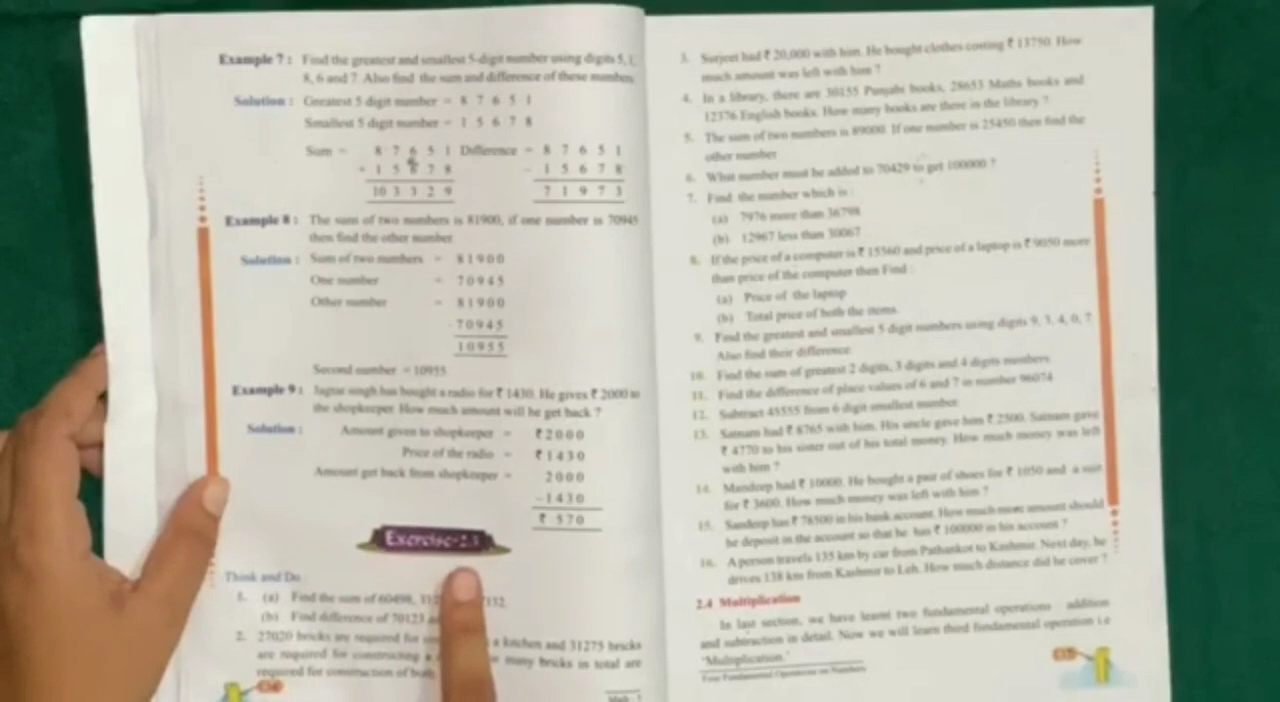 Example 7 : Find the greatest and smallest 5-digit number using digits 5, 1,
8, 6 and 7. Also find the sum and difference of these numbers
Solution : Greatest 5 digit number = 8 7 6 5 1
Smallest 5 digit number = 1 5 6 7 8
Sum = 8 7 6 5 1 Difference = 8 7 6 5 1
+ 1 5 6 7 8 - 1 5 6 7 8
10 3 3 2 9 7 1 9 7 3
Example 8 : The sum of two numbers is 81900, if one number is 70945
then find the other number
Solution : Sum of two numbers = 8 1 9 0 0
One number = 7 0 9 4 5
Other number = 8 1 9 0 0
- 7 0 9 4 5
1 0 9 5 5
Second number = 10955
Example 9 : Jagtar singh has bought a radio for ₹ 1430. He gives ₹ 2000 to
the shopkeeper. How much amount will he get back ?
Solution : Amount given to shopkeeper = ₹ 2 0 0 0
Price of the radio = ₹ 1 4 3 0
Amount get back from shopkeeper = 2 0 0 0
- 1 4 3 0
₹ 5 7 0
Exercise-2.3
Think and Do
1. (a) Find the sum of 60498,
(b) Find difference of 70123
2. 27020 bricks are required for a kitchen and 31275 bricks
are required for constructing many bricks in total are
required for construction of both
Math - 5
3. Surjeet had ₹ 20,000 with him. He bought clothes costing ₹ 13750. How
much amount was left with him ?
4. In a library, there are 30155 Punjabi books, 28653 Maths books and
12376 English books. How many books are there in the library ?
5. The sum of two numbers is 89000. If one number is 25450 then find the
other number
6. What number must be added to 70429 to get 100000 ?
7. Find the number which is :
(a) 7976 more than 36798
(b) 12967 less than 30067
8. If the price of a computer is ₹ 15560 and price of a laptop is ₹ 9050 more
than price of the computer then Find :
(a) Price of the laptop
(b) Total price of both the items.
9. Find the greatest and smallest 5 digit numbers using digits 9, 3, 4, 0, 7
Also find their difference
10. Find the sum of greatest 2 digits, 3 digits and 4 digits numbers
11. Find the difference of place values of 6 and 7 in number 96074
12. Subtract 45555 from 6 digit smallest number.
13. Satnam had ₹ 8765 with him. His uncle gave him ₹ 2500. Satnam gave
₹ 4770 to his sister out of his total money. How much money was left
with him ?
14. Mandeep had ₹ 10000. He bought a pair of shoes for ₹ 1050 and a suit
for ₹ 3600. How much money was left with him ?
15. Sandeep has ₹ 78500 in his bank account. How much more amount should
be deposit in the account so that he has ₹ 100000 in his account ?
16. A person travels 135 km by car from Pathankot to Kashmir. Next day, he
drives 138 km from Kashmir to Leh. How much distance did he cover ?
2.4 Multiplication
In last section, we have learnt two fundamental operations addition
and subtraction in detail. Now we will learn third fundamental operation i.e
'Multiplication.'
Four Fundamental Operations on Numbers